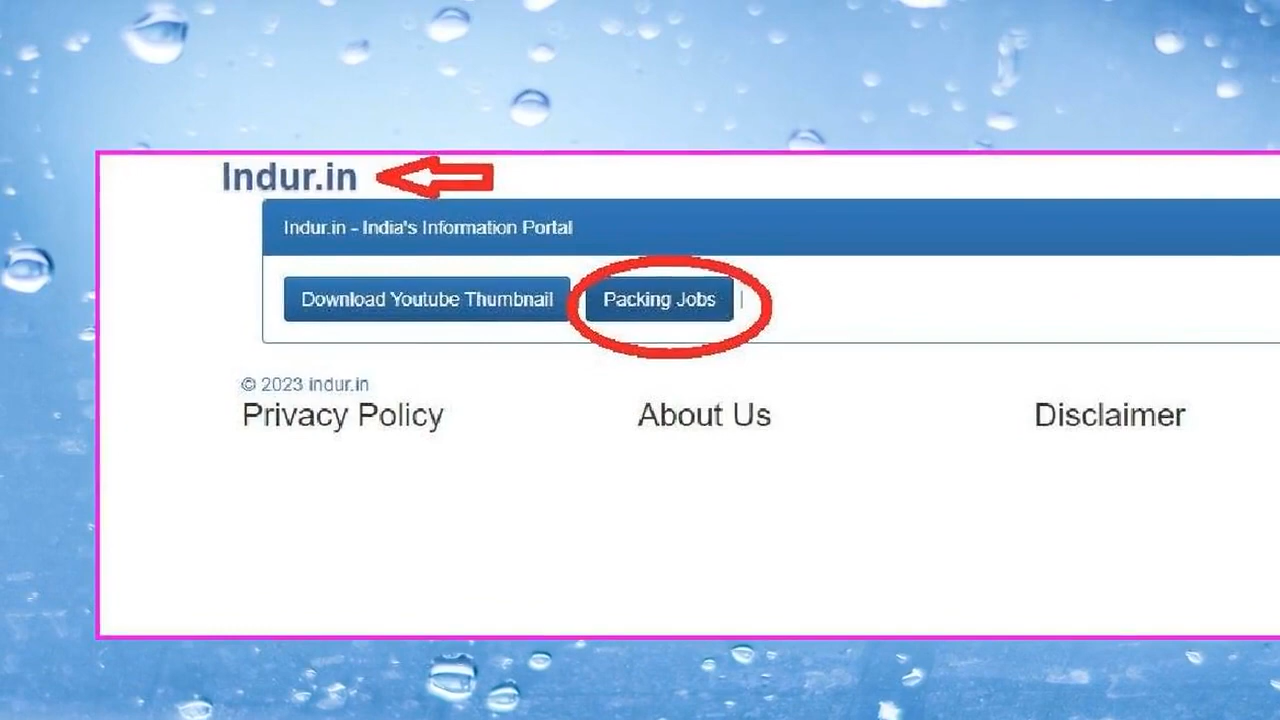 Indur.in
Indur.in - India's Information Portal
Download Youtube Thumbnail Packing Jobs |
© 2023 indur.in
Privacy Policy About Us Disclaimer